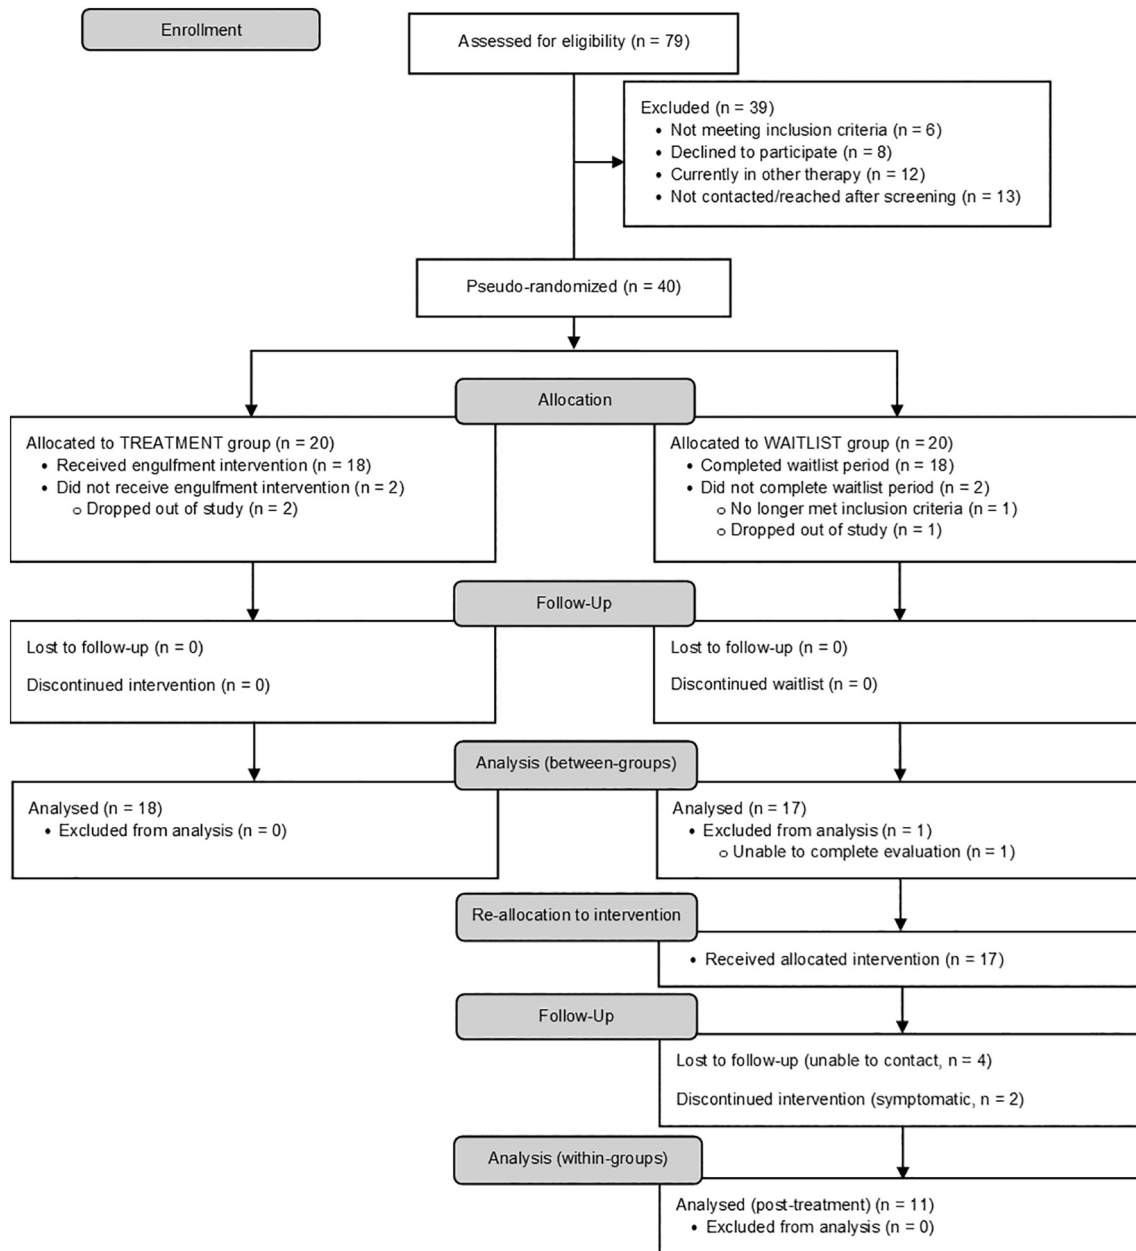 Enrollment
Assessed for eligibility (n = 79)
Excluded (n = 39)
• Not meeting inclusion criteria (n = 6)
• Declined to participate (n = 8)
• Currently in other therapy (n = 12)
• Not contacted/reached after screening (n = 13)
Pseudo-randomized (n = 40)
Allocation
Allocated to TREATMENT group (n = 20)
• Received engulfment intervention (n = 18)
• Did not receive engulfment intervention (n = 2)
o Dropped out of study (n = 2)
Allocated to WAITLIST group (n = 20)
• Completed waitlist period (n = 18)
• Did not complete waitlist period (n = 2)
o No longer met inclusion criteria (n = 1)
o Dropped out of study (n = 1)
Follow-Up
Lost to follow-up (n = 0)
Discontinued intervention (n = 0)
Lost to follow-up (n = 0)
Discontinued waitlist (n = 0)
Analysis (between-groups)
Analysed (n = 18)
• Excluded from analysis (n = 0)
Analysed (n = 17)
• Excluded from analysis (n = 1)
o Unable to complete evaluation (n = 1)
Re-allocation to intervention
• Received allocated intervention (n = 17)
Follow-Up
Lost to follow-up (unable to contact, n = 4)
Discontinued intervention (symptomatic, n = 2)
Analysis (within-groups)
Analysed (post-treatment) (n = 11)
• Excluded from analysis (n = 0)